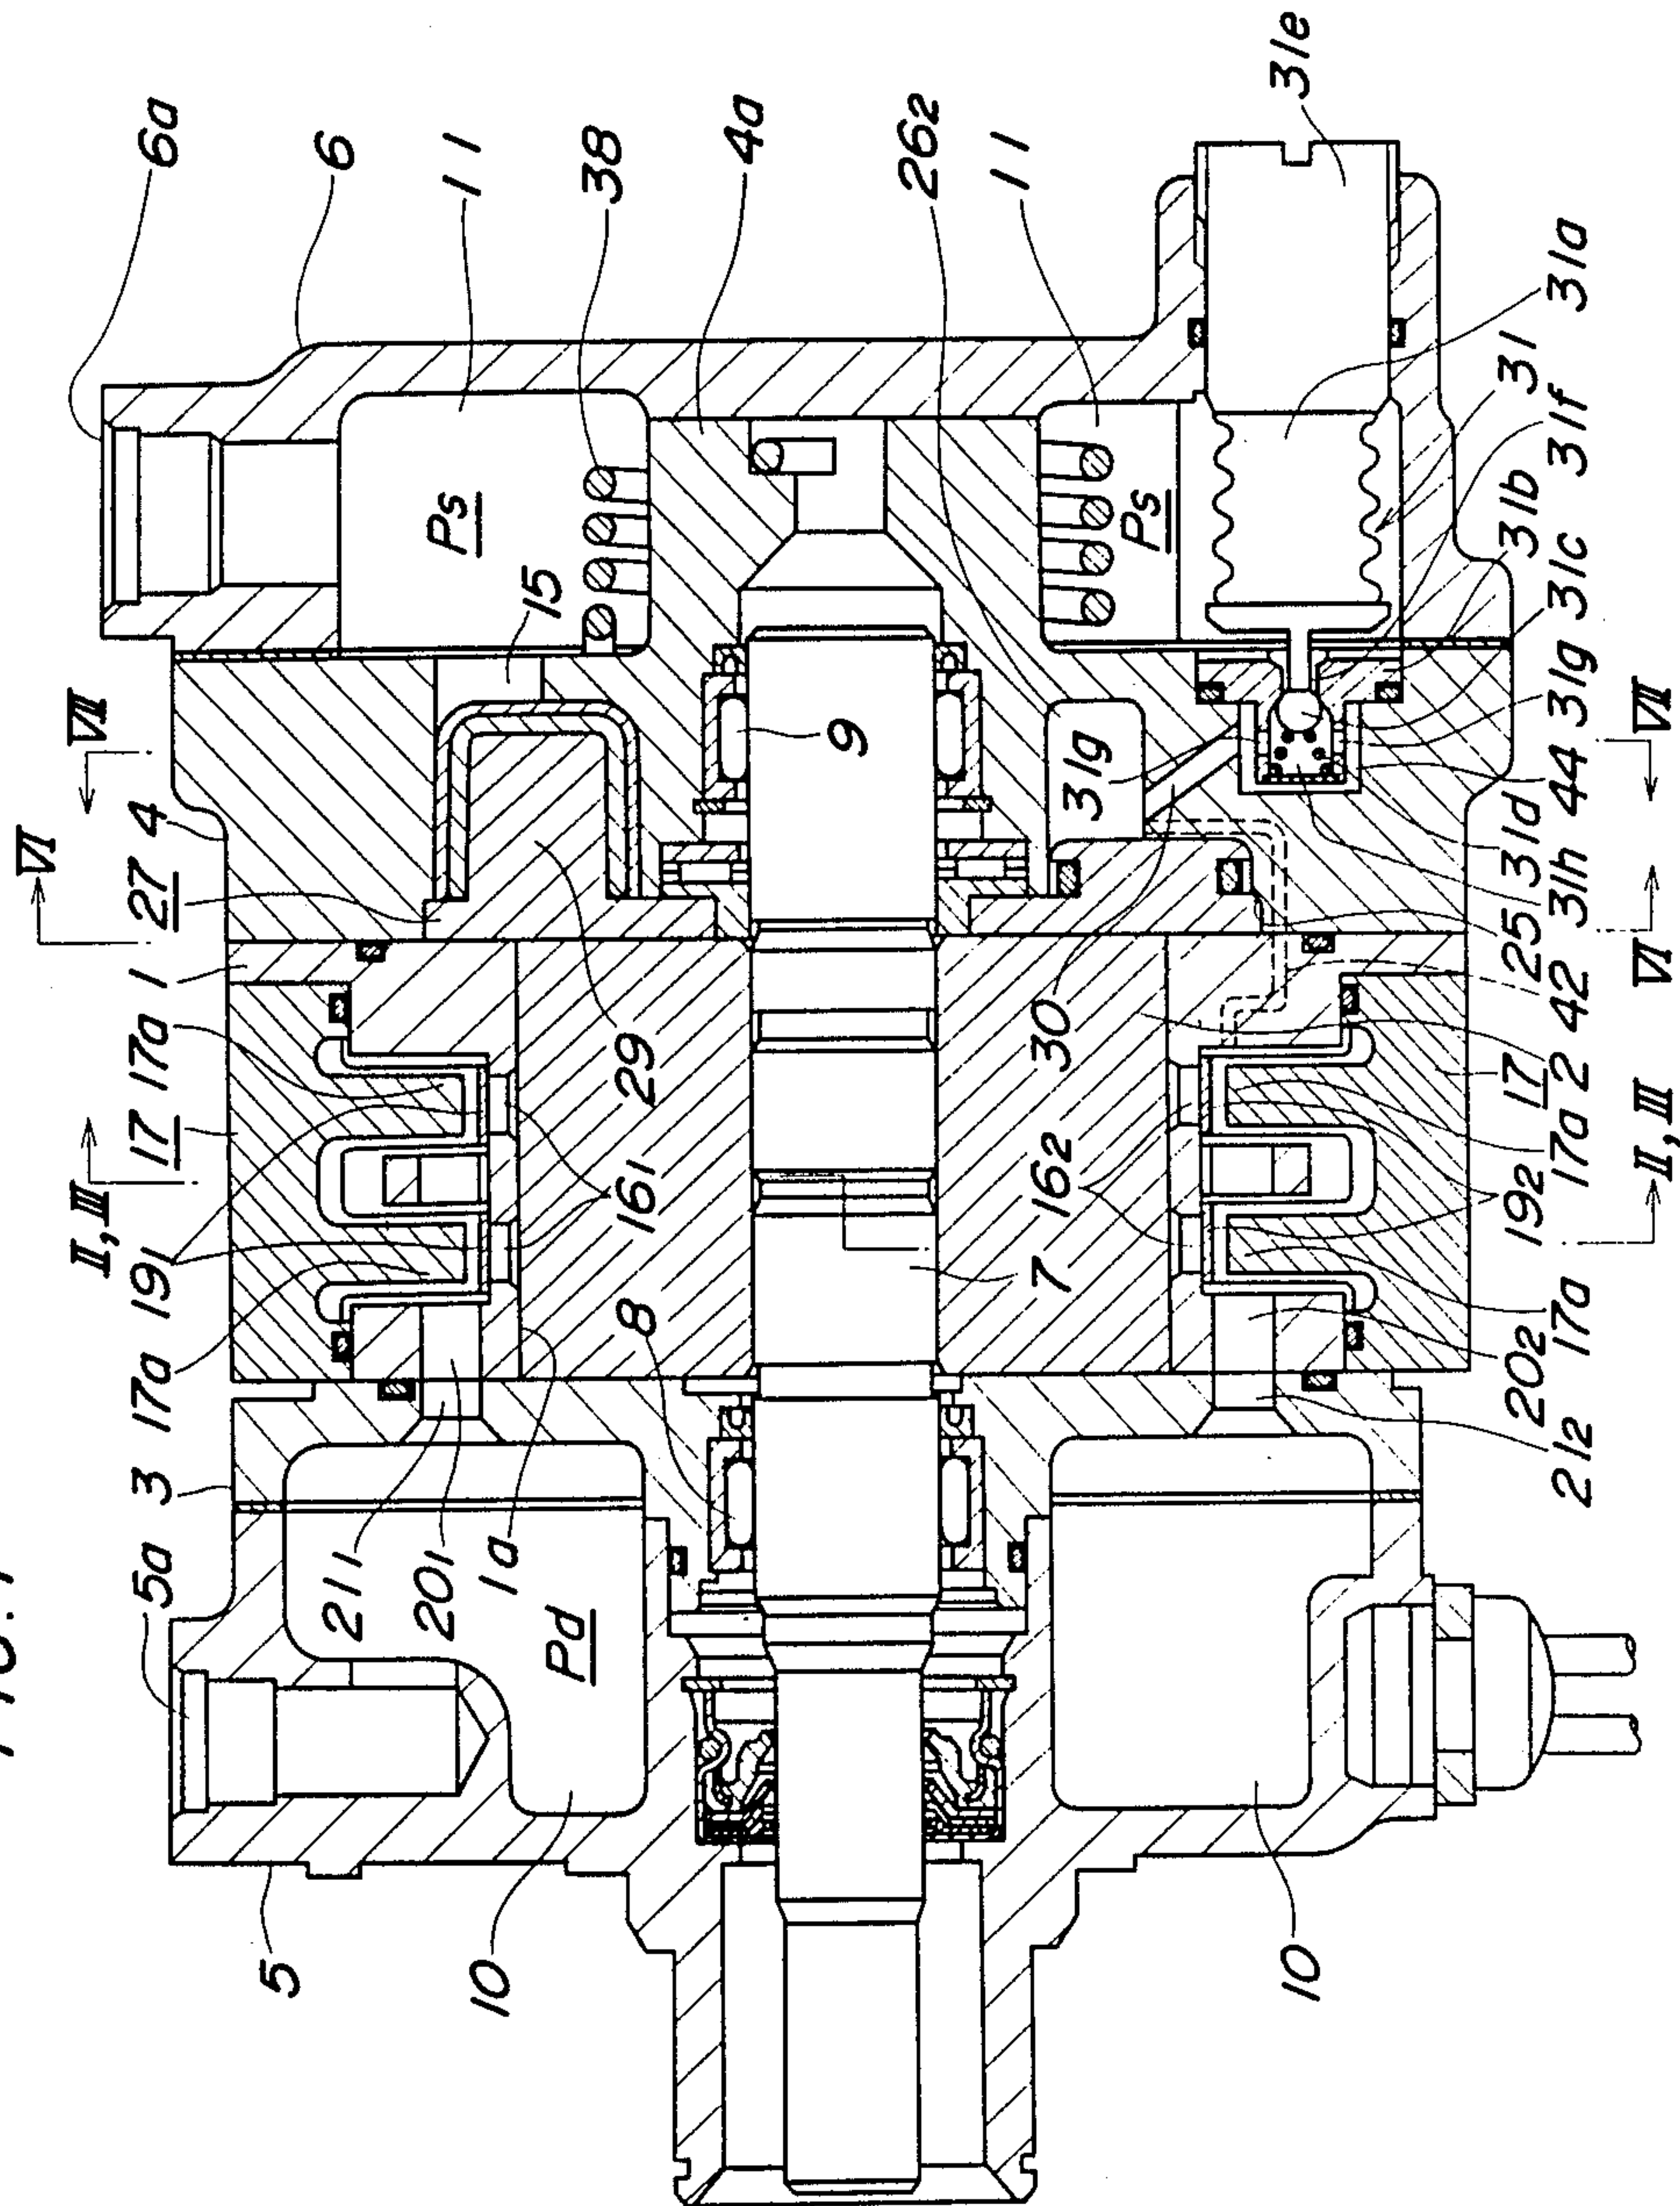 FIG. 1
II, III
VI
VII
5
5a
3
17a
19₁
17
17a
1
27
4
6a
6
11
38
4a
26₂
11
31e
10
21₁
20₁
1a
Pd
8
16₁
29
15
Ps
7
9
16₂
30
31g
Ps
10
21₂
20₂
17a
19₂
17a
17
2
42
25
31h
31d
44
31g
31c
31b
31f
31
31a
II, III
VI
VII